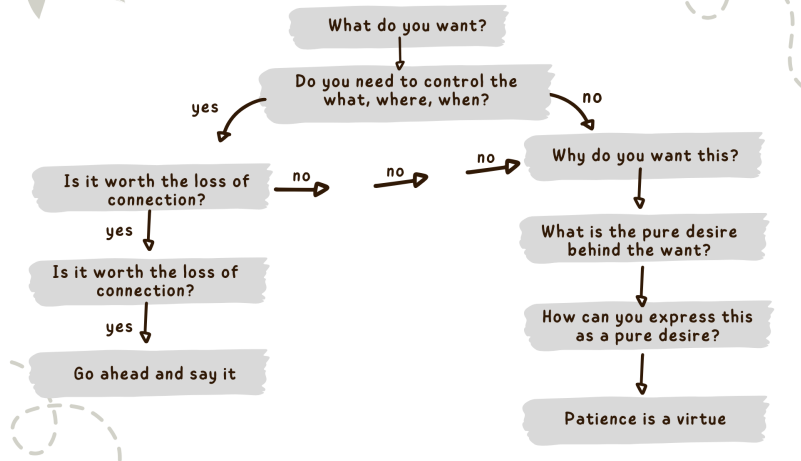 What do you want?
Do you need to control the
what, where, when?
yes
no
Is it worth the loss of
connection?
no
no
no
Why do you want this?
yes
What is the pure desire
behind the want?
Is it worth the loss of
connection?
yes
How can you express this
as a pure desire?
Go ahead and say it
Patience is a virtue